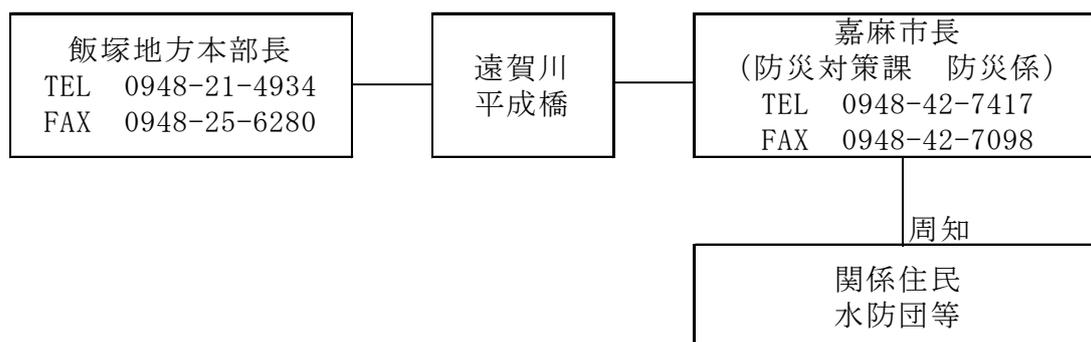 飯塚地方本部長
TEL 0948-21-4934
FAX 0948-25-6280
遠賀川
平成橋
嘉麻市長
(防災対策課 防災係)
TEL 0948-42-7417
FAX 0948-42-7098
周知
関係住民
水防団等